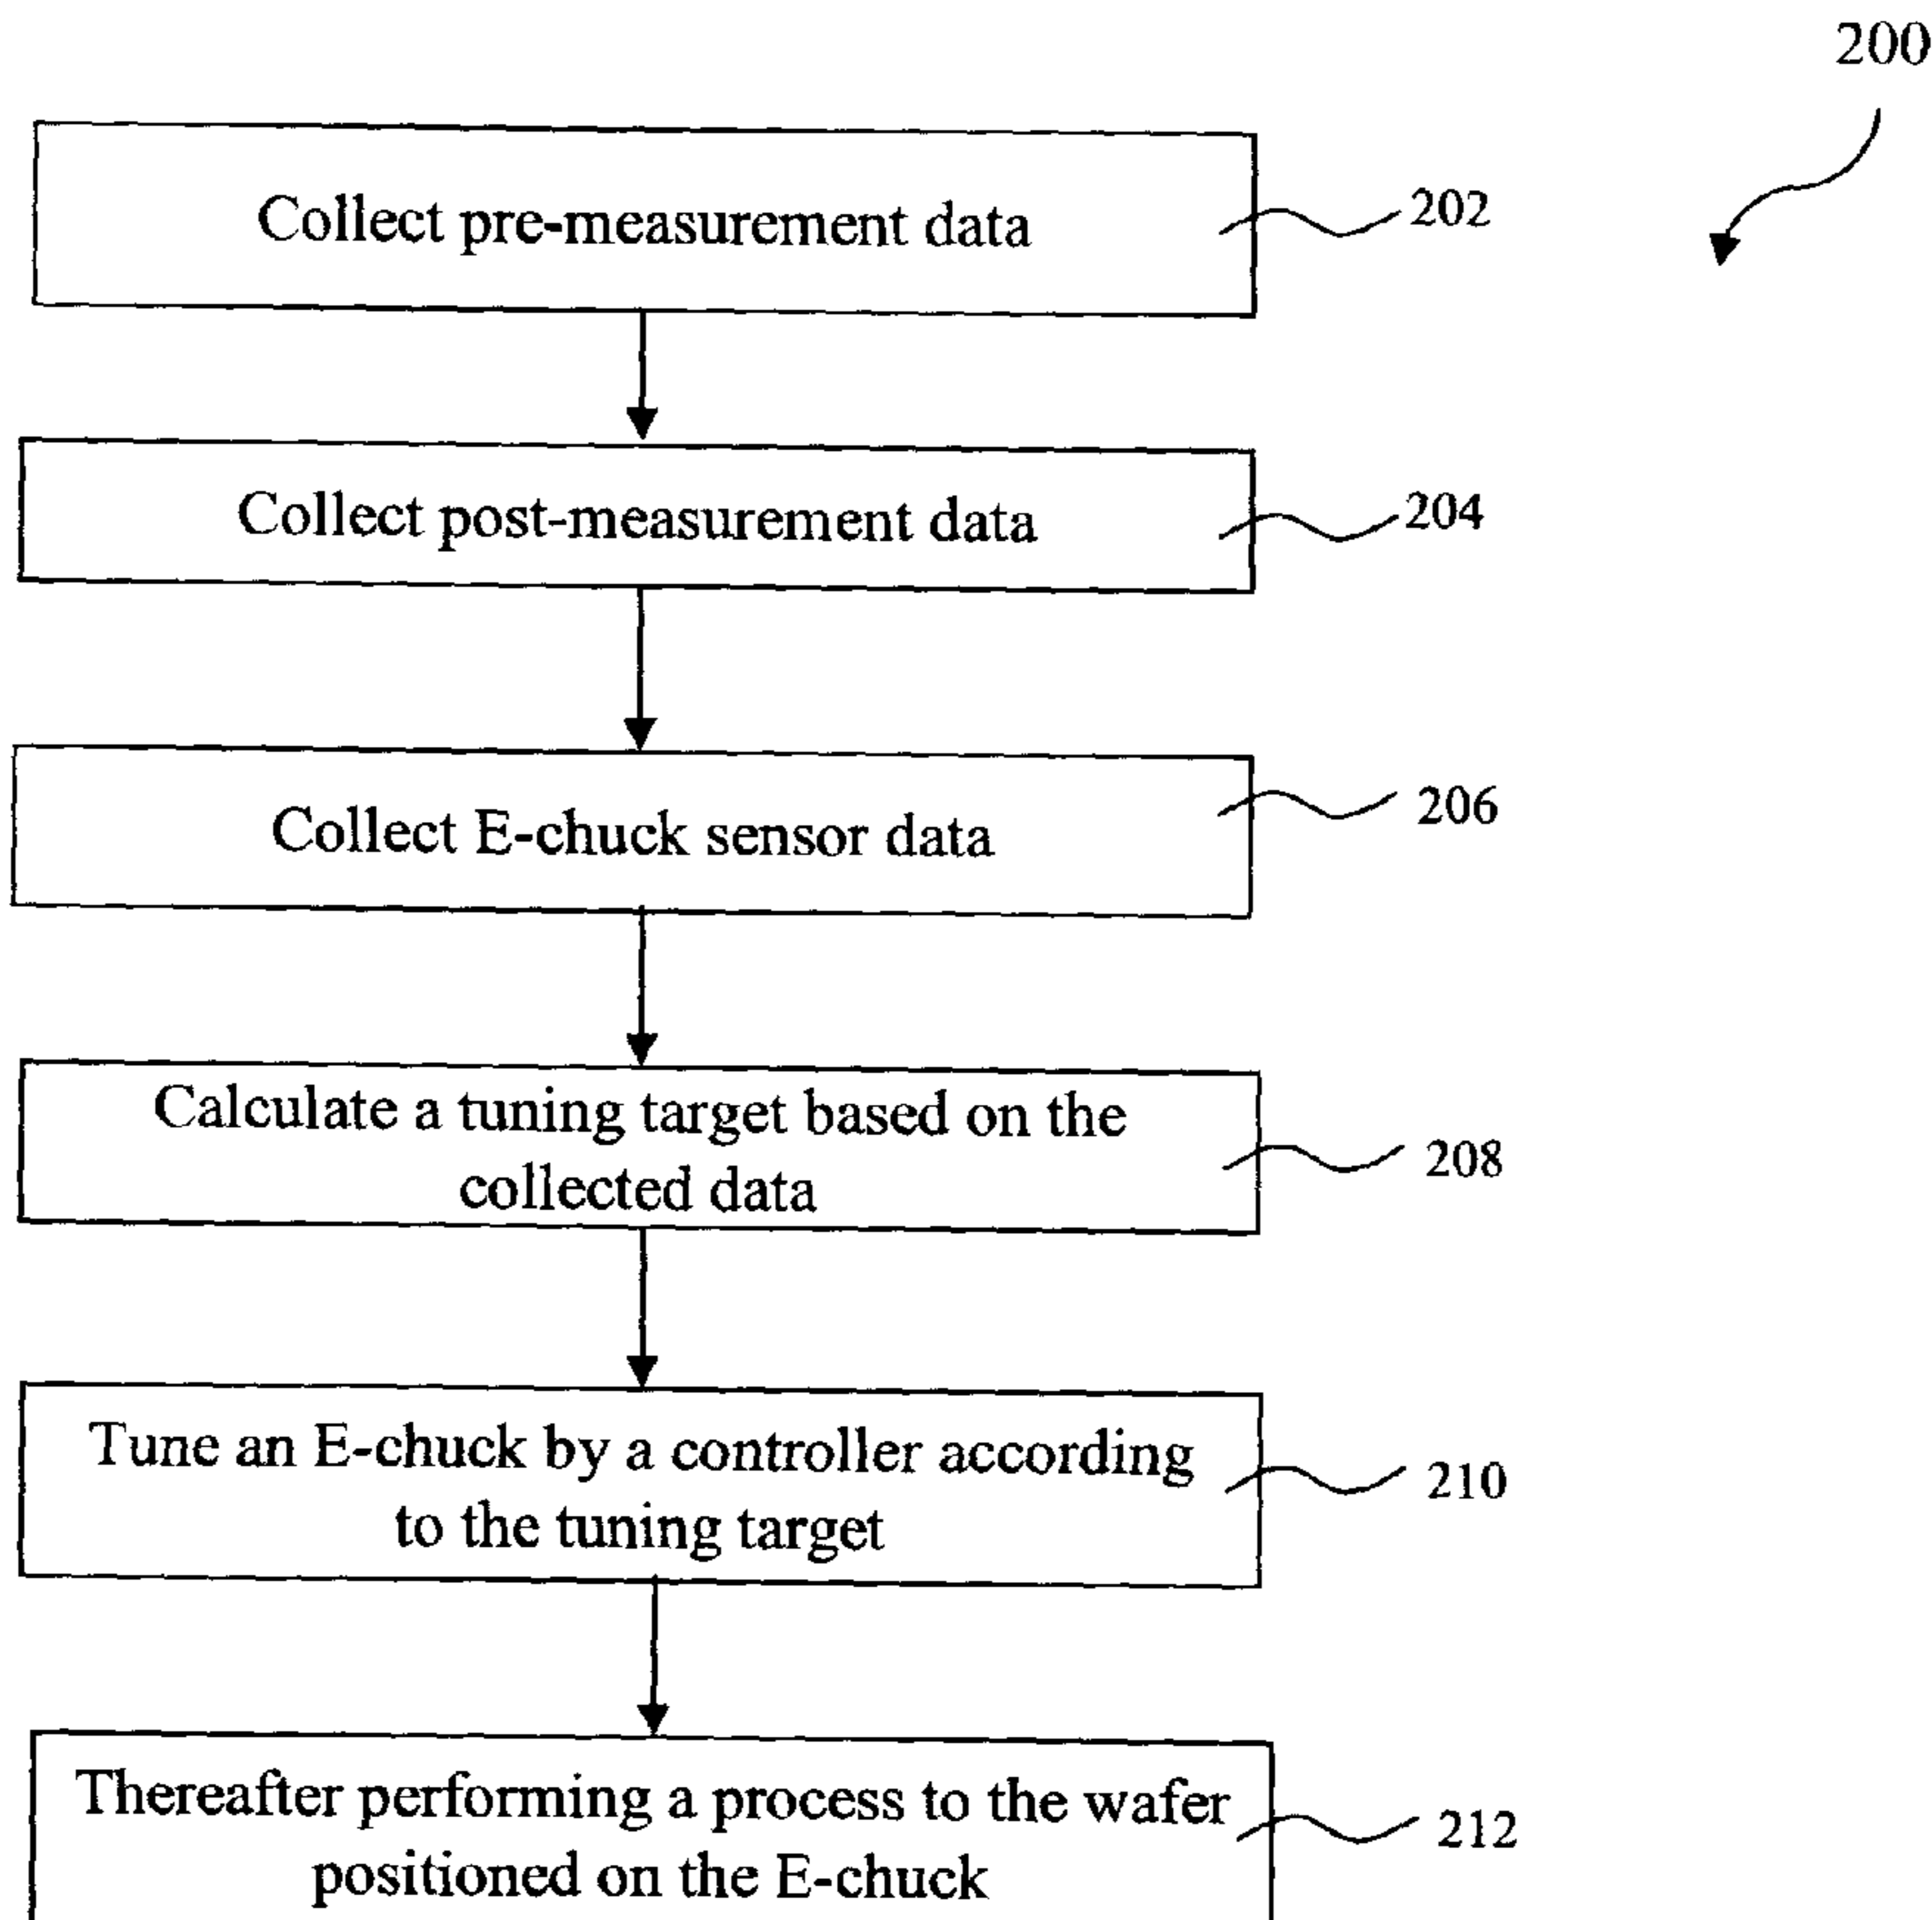 200
Collect pre-measurement data
202
Collect post-measurement data
204
Collect E-chuck sensor data
206
Calculate a tuning target based on the
collected data
208
Tune an E-chuck by a controller according
to the tuning target
210
Thereafter performing a process to the wafer
positioned on the E-chuck
212